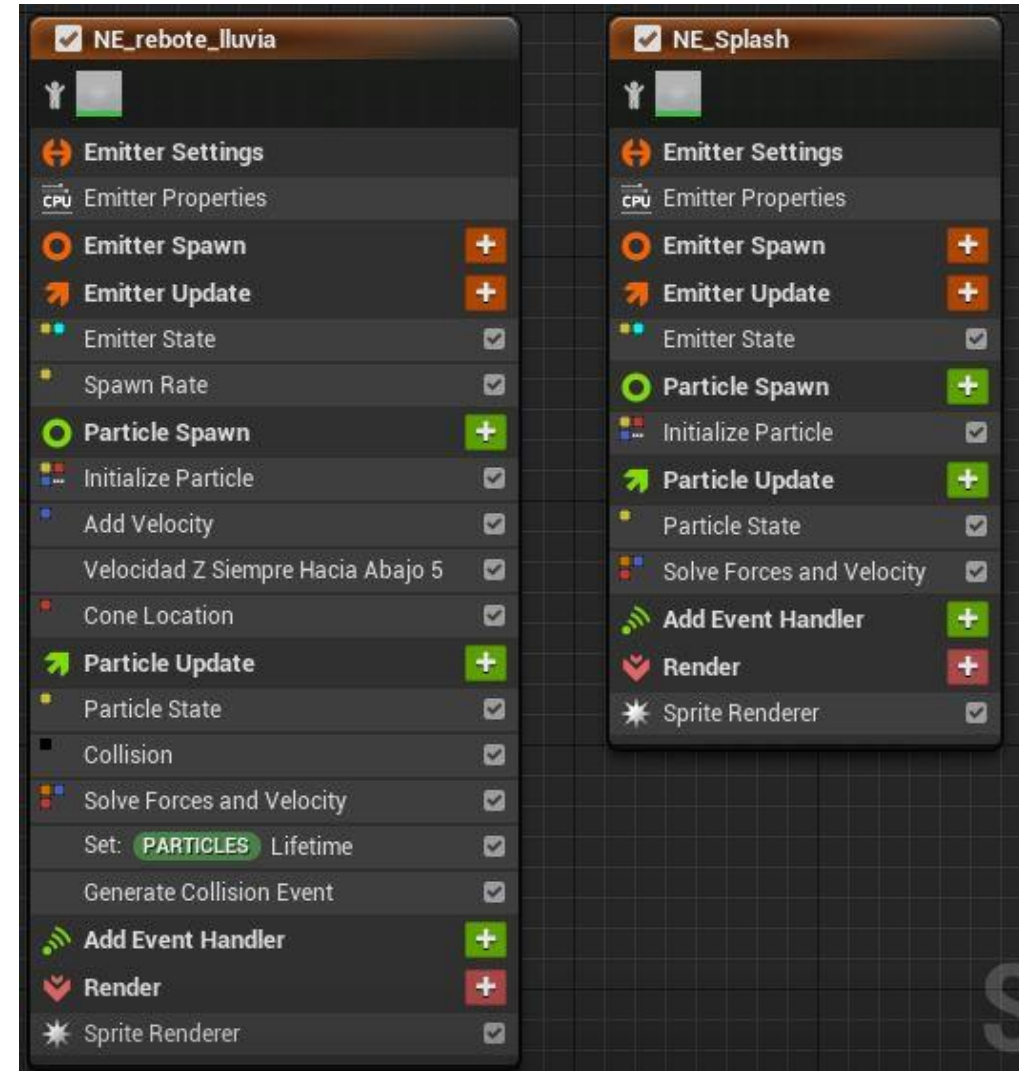 NE_rebote_lluvia
Emitter Settings
CPU Emitter Properties
Emitter Spawn
Emitter Update
Emitter State
Spawn Rate
Particle Spawn
Initialize Particle
Add Velocity
Velocidad Z Siempre Hacia Abajo 5
Cone Location
Particle Update
Particle State
Collision
Solve Forces and Velocity
Set: PARTICLES Lifetime
Generate Collision Event
Add Event Handler
Render
Sprite Renderer
NE_Splash
Emitter Settings
CPU Emitter Properties
Emitter Spawn
Emitter Update
Emitter State
Particle Spawn
Initialize Particle
Particle Update
Particle State
Solve Forces and Velocity
Add Event Handler
Render
Sprite Renderer
S